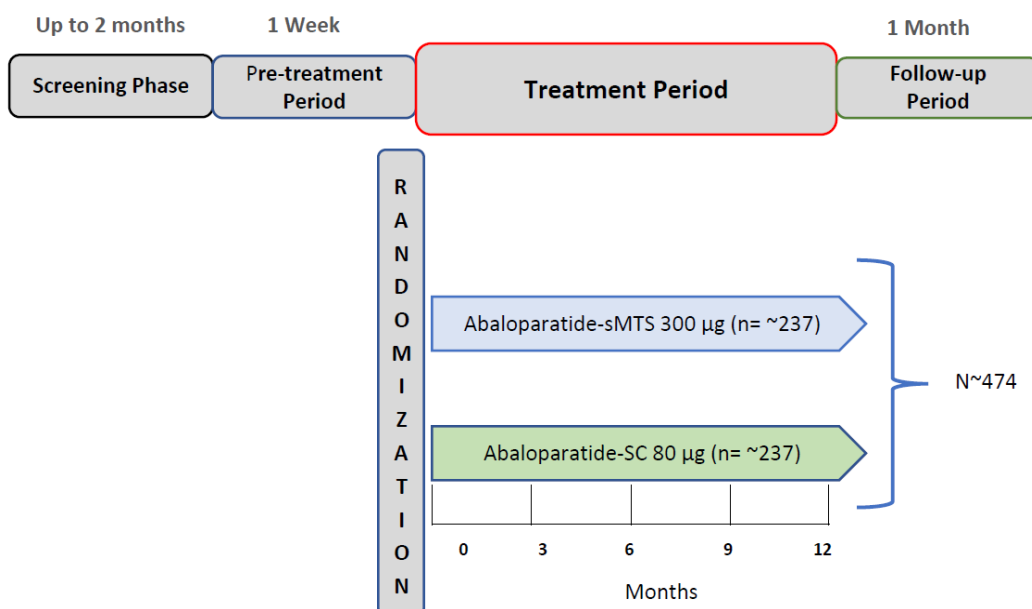 Up to 2 months
1 Week
1 Month
Screening Phase
Pre-treatment
Period
Treatment Period
Follow-up
Period
RANDOMIZATION
Abaloparatide-sMTS 300 µg (n= ~237)
N~474
Abaloparatide-SC 80 µg (n= ~237)
0 3 6 9 12
Months